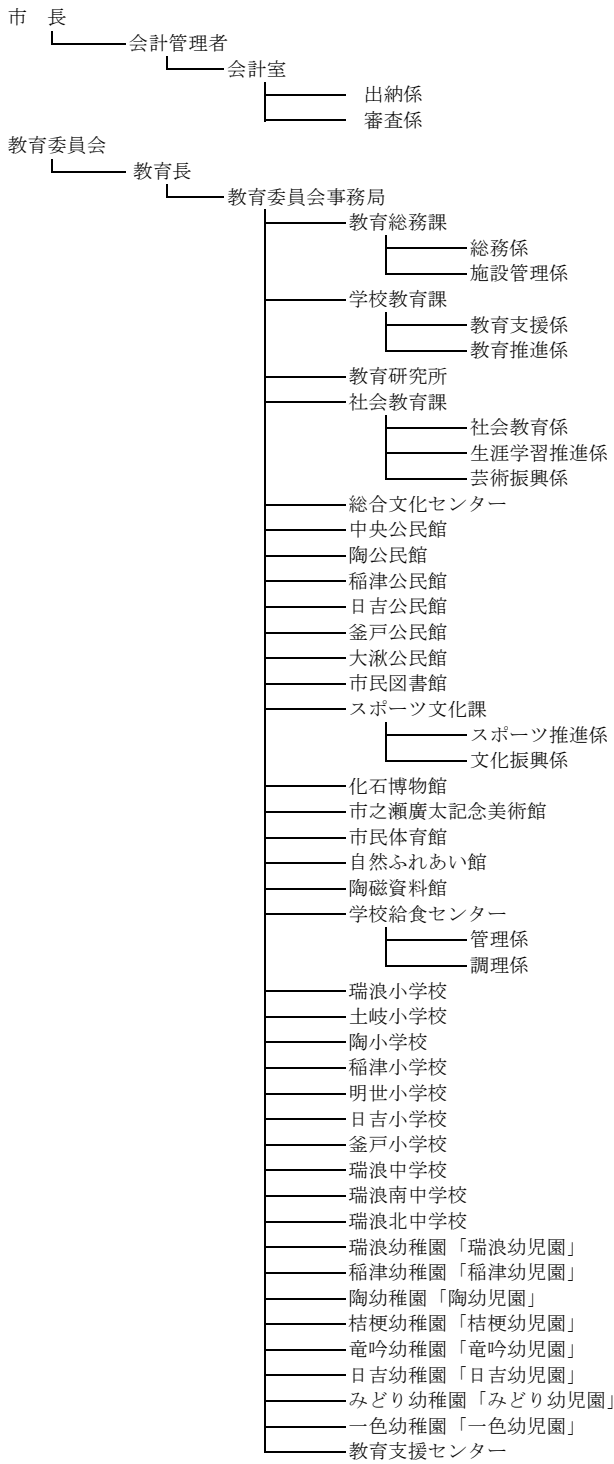 市　長
会計管理者
会計室
出納係
審査係
教育委員会
教育長
教育委員会事務局
教育総務課
総務係
施設管理係
学校教育課
教育支援係
教育推進係
教育研究所
社会教育課
社会教育係
生涯学習推進係
芸術振興係
総合文化センター
中央公民館
陶公民館
稲津公民館
日吉公民館
釜戸公民館
大湫公民館
市民図書館
スポーツ文化課
スポーツ推進係
文化振興係
化石博物館
市之瀬廣太記念美術館
市民体育館
自然ふれあい館
陶磁資料館
学校給食センター
管理係
調理係
瑞浪小学校
土岐小学校
陶小学校
稲津小学校
明世小学校
日吉小学校
釜戸小学校
瑞浪中学校
瑞浪南中学校
瑞浪北中学校
瑞浪幼稚園「瑞浪幼児園」
稲津幼稚園「稲津幼児園」
陶幼稚園「陶幼児園」
桔梗幼稚園「桔梗幼児園」
竜吟幼稚園「竜吟幼児園」
日吉幼稚園「日吉幼児園」
みどり幼稚園「みどり幼児園」
一色幼稚園「一色幼児園」
教育支援センター